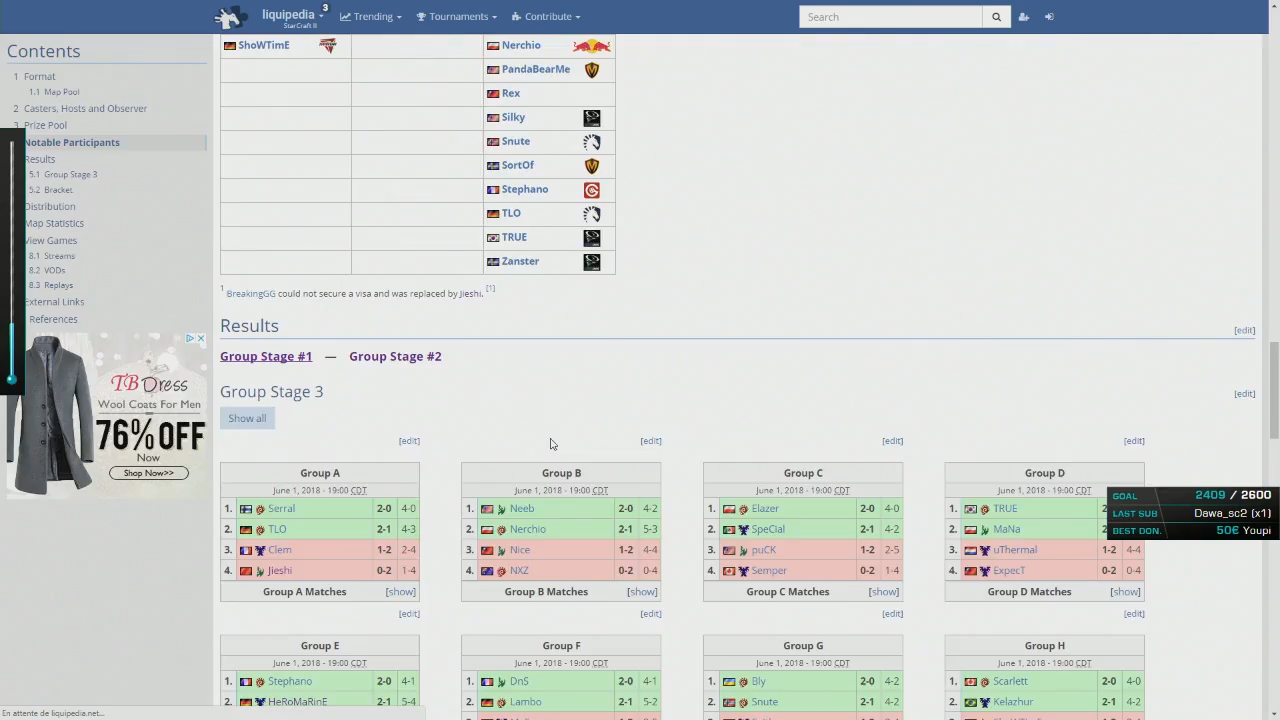 liquipedia 3
StarCraft II
Trending
Tournaments
Contribute
Search
Contents
1 Format
1.1 Map Pool
2 Casters, Hosts and Observer
3 Prize Pool
Notable Participants
Results
5.1 Group Stage 3
5.2 Bracket
Distribution
Map Statistics
View Games
8.1 Streams
8.2 VODs
8.3 Replays
External Links
References
TBDress
Wool Coats For Men
76% OFF
Now
Shop Now>>
ShoWTimE Nerchio
PandaBearMe
Rex
Silky
Snute
SortOf
Stephano
TLO
TRUE
Zanster
1 BreakingGG could not secure a visa and was replaced by Jieshi. [1]
Results [edit]
Group Stage #1 — Group Stage #2
Group Stage 3 [edit]
Show all
[edit] [edit] [edit] [edit]
Group A Group B Group C Group D
June 1, 2018 - 19:00 CDT June 1, 2018 - 19:00 CDT June 1, 2018 - 19:00 CDT June 1, 2018 - 19:00 CDT
1. Serral 2-0 4-0 1. Neeb 2-0 4-2 1. Elazer 2-0 4-0 1. TRUE
2. TLO 2-1 4-3 2. Nerchio 2-1 5-3 2. SpeCial 2-1 4-2 2. MaNa
3. Clem 1-2 2-4 3. Nice 1-2 4-4 3. puCK 1-2 2-5 3. uThermal 1-2 4-4
4. Jieshi 0-2 1-4 4. NXZ 0-2 0-4 4. Semper 0-2 1-4 4. ExpecT 0-2 0-4
Group A Matches [show] Group B Matches [show] Group C Matches [show] Group D Matches [show]
[edit] [edit] [edit] [edit]
Group E Group F Group G Group H
June 1, 2018 - 19:00 CDT June 1, 2018 - 19:00 CDT June 1, 2018 - 19:00 CDT June 1, 2018 - 19:00 CDT
1. Stephano 2-0 4-1 1. DnS 2-0 4-1 1. Bly 2-0 4-2 1. Scarlett 2-0 4-0
2. HeRoMaRinE 2-1 5-4 2. Lambo 2-1 5-2 2. Snute 2-1 4-2 2. Kelazhur 2-1 4-2
GOAL 2409 / 2600
LAST SUB Dawa_sc2 (x1)
BEST DON. 50€ Youpi
En attente de liquipedia.net...